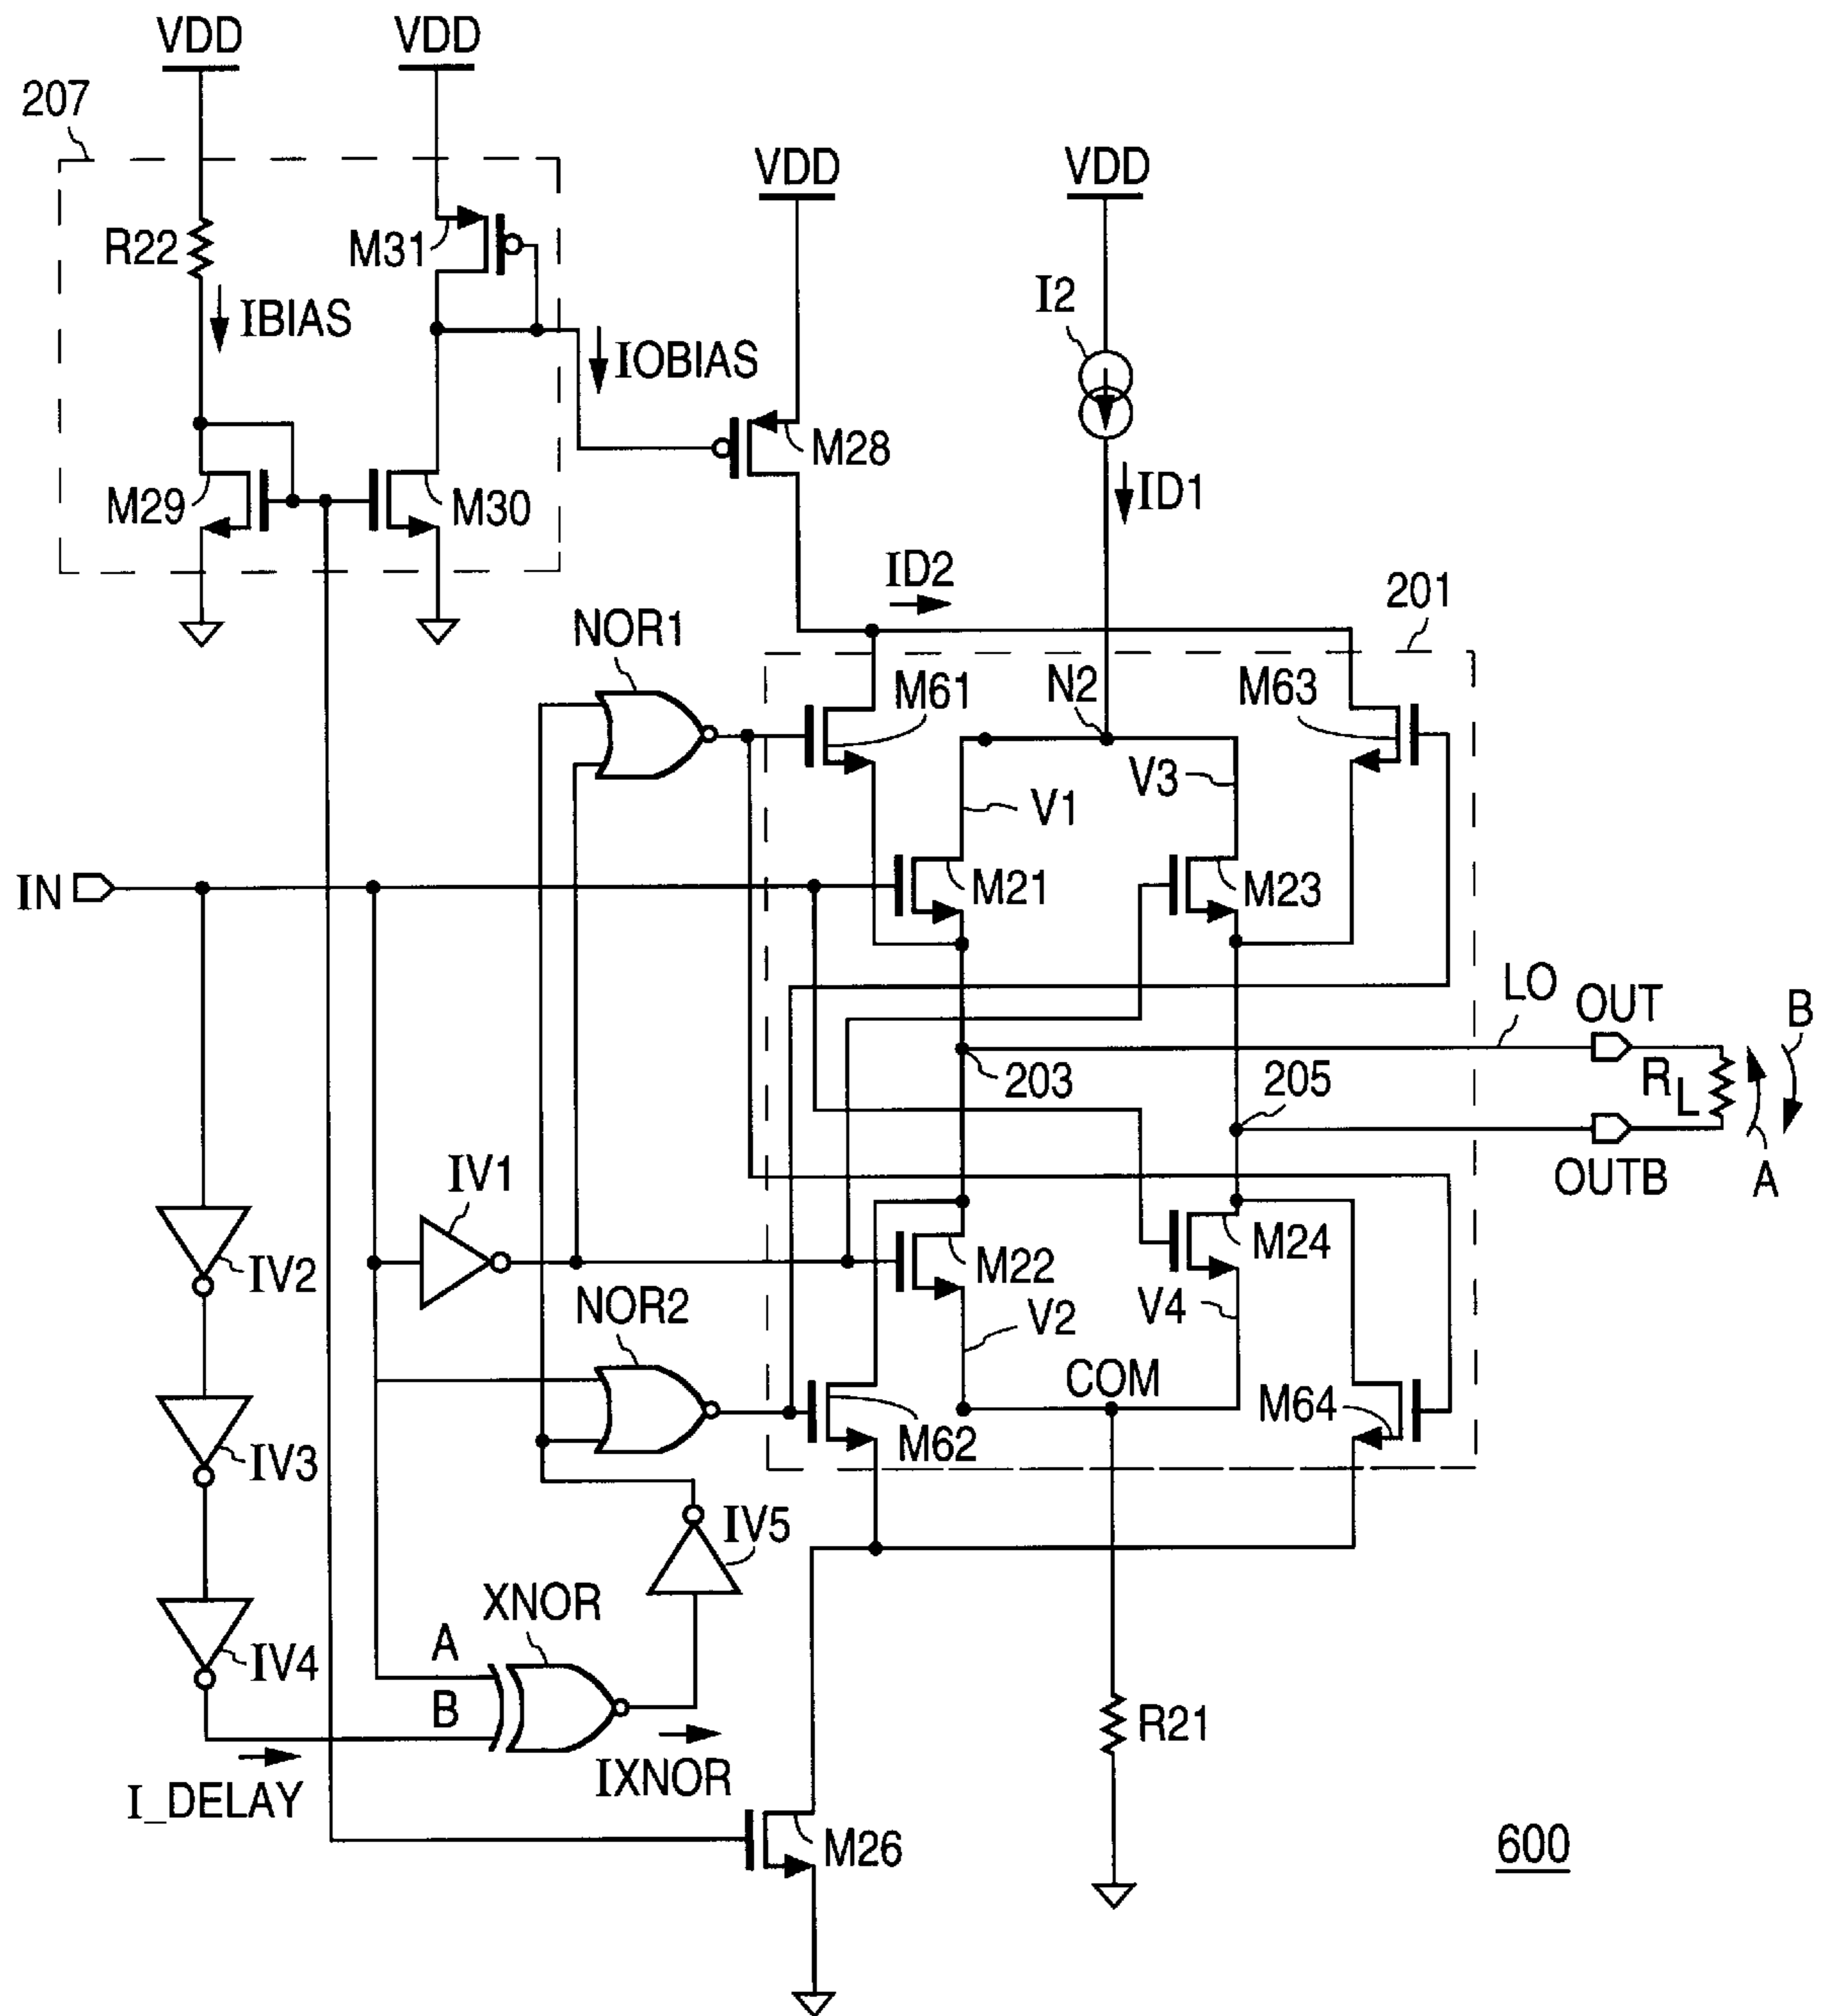 VDD VDD
207
VDD VDD
R22 M31
I2
IBIAS
IOBIAS
M28
M29 M30
ID1
ID2
201
NOR1
M61 N2 M63
V3
V1
IN
M21 M23
LO OUT B
203 205 RL
IV1
OUTB A
IV2
M22 M24
NOR2
V2 V4
COM
IV3
M62 M64
IV5
XNOR
A
IV4
B
R21
IXNOR
I_DELAY
M26
600